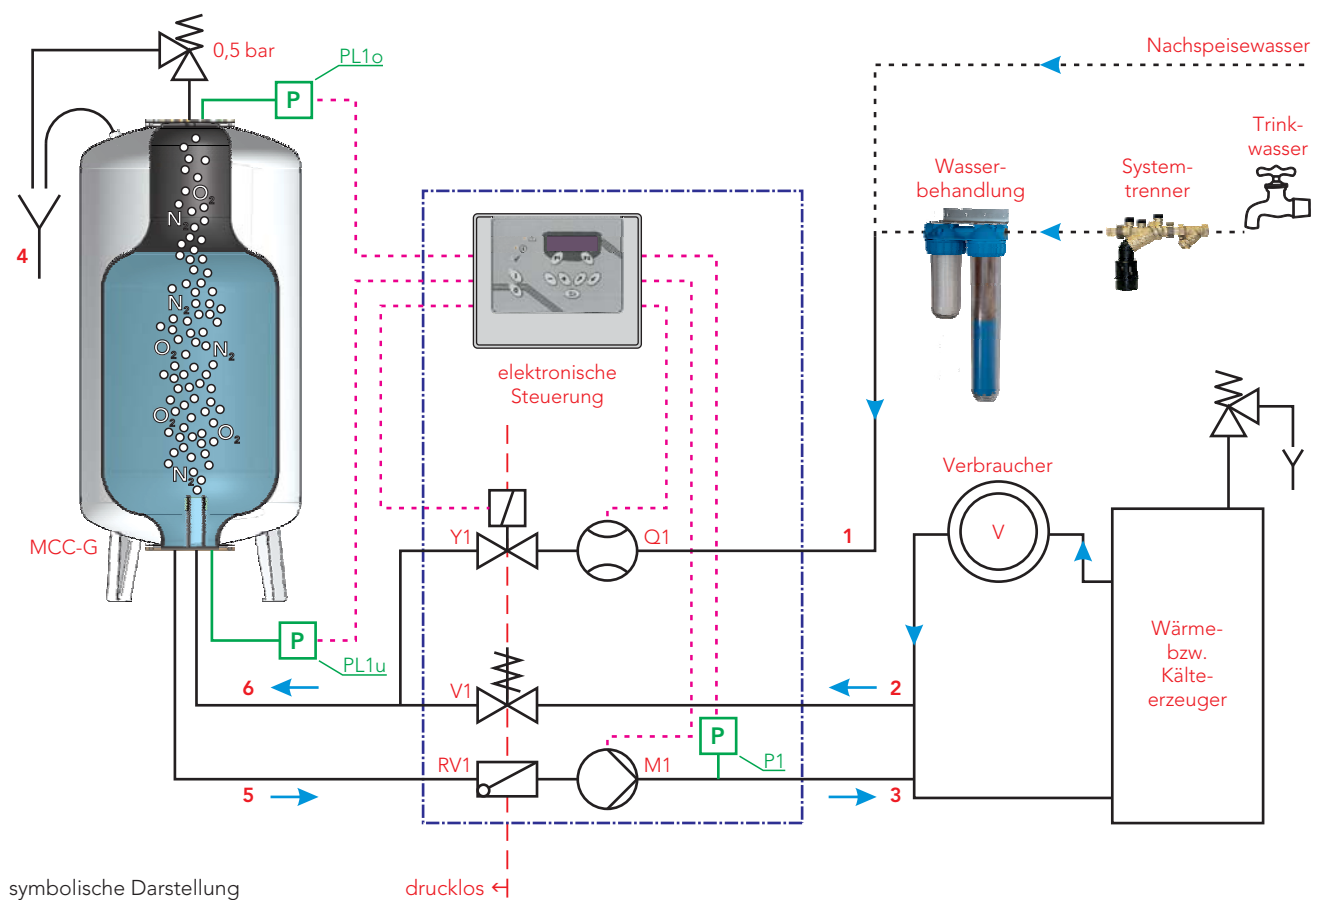 Nachspeisewasser
0,5 bar
PL1o
P
Trink-
wasser
Wasser-
behandlung
System-
trenner
O2
N2
4
N2
O2
N2
elektronische
Steuerung
O2
O2
N2
Verbraucher
V
MCC-G
Y1
Q1
1
P
PL1u
Wärme-
bzw.
Kälte-
erzeuger
6
V1
2
P
RV1
M1
P1
5
3
symbolische Darstellung
drucklos